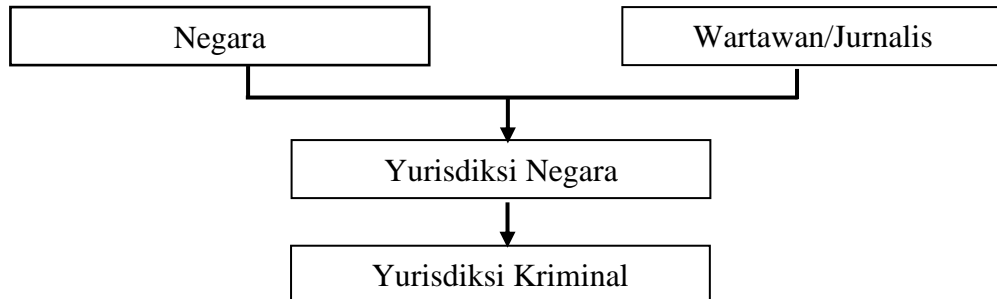 Negara
Wartawan/Jurnalis
Yurisdiksi Negara
Yurisdiksi Kriminal